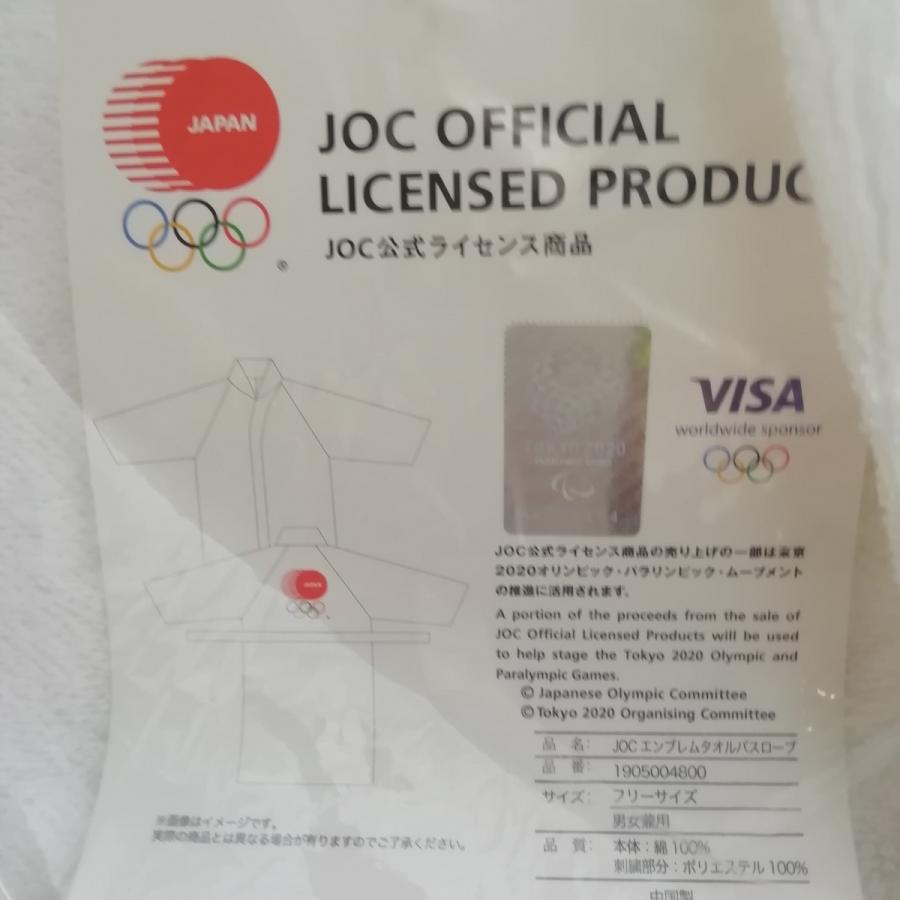 JAPAN
JOC OFFICIAL
LICENSED PRODUC
JOC公式ライセンス商品
®
TOKYO 2020
VISA
worldwide sponsor
JAPAN
JOC公式ライセンス商品の売り上げの一部は東京
2020オリンピック・パラリンピック・ムーブメント
の推進に活用されます。
A portion of the proceeds from the sale of
JOC Official Licensed Products will be used
to help stage the Tokyo 2020 Olympic and
Paralympic Games.
© Japanese Olympic Committee
© Tokyo 2020 Organising Committee
品 名: JOCエンブレムタオルバスローブ
品 番: 1905004800
サイズ: フリーサイズ
男女兼用
品 質: 本体：綿100%
刺繍部分：ポリエステル100%
中国製
※画像はイメージです。
実際の商品とは異なる場合が有りますのでご了承ください。